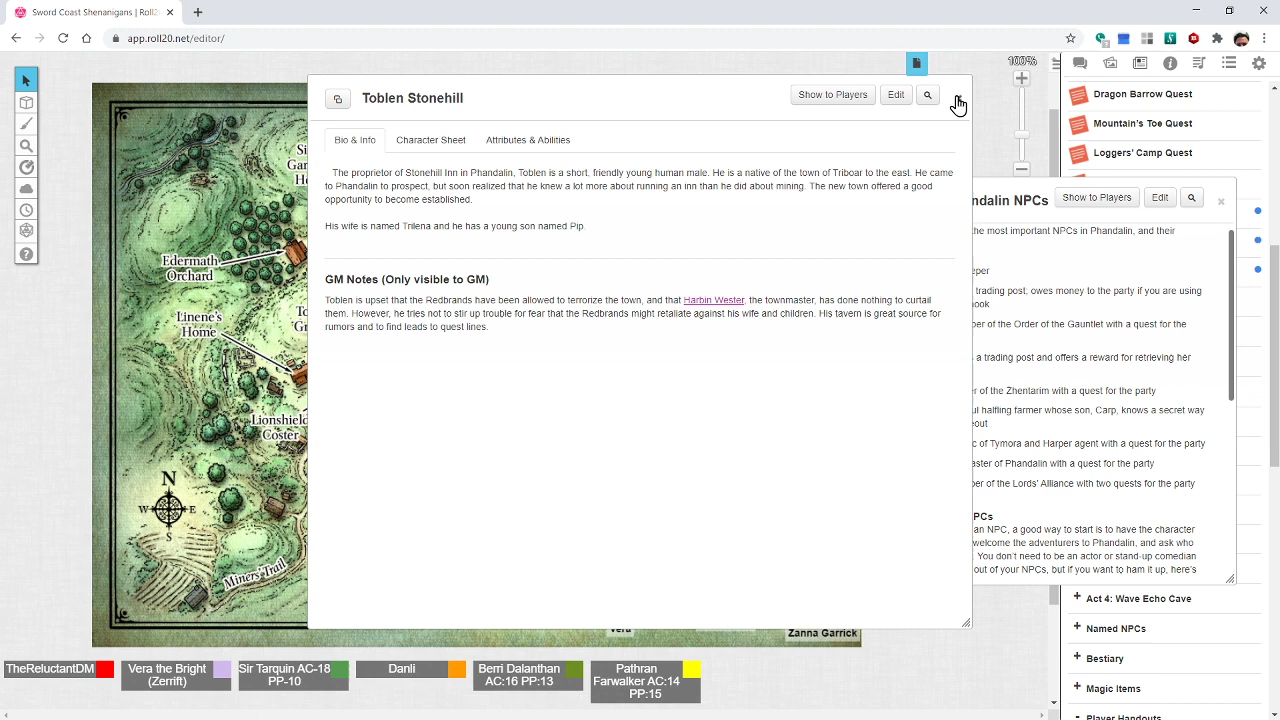 Sword Coast Shenanigans | Roll2
app.roll20.net/editor/
100%
Toblen Stonehill
Show to Players
Edit
Bio & Info
Character Sheet
Attributes & Abilities
The proprietor of Stonehill Inn in Phandalin, Toblen is a short, friendly young human male. He is a native of the town of Triboar to the east. He came
to Phandalin to prospect, but soon realized that he knew a lot more about running an inn than he did about mining. The new town offered a good
opportunity to become established.
His wife is named Trilena and he has a young son named Pip.
GM Notes (Only visible to GM)
Toblen is upset that the Redbrands have been allowed to terrorize the town, and that Harbin Wester, the townmaster, has done nothing to curtail
them. However, he tries not to stir up trouble for fear that the Redbrands might retaliate against his wife and children. His tavern is great source for
rumors and to find leads to quest lines.
Dragon Barrow Quest
Mountain's Toe Quest
Loggers' Camp Quest
ndalin NPCs
Show to Players
Edit
the most important NPCs in Phandalin, and their
eper
trading post; owes money to the party if you are using
ook
er of the Order of the Gauntlet with a quest for the
a trading post and offers a reward for retrieving her
er of the Zhentarim with a quest for the party
ul halfling farmer whose son, Carp, knows a secret way
out
c of Tymora and Harper agent with a quest for the party
aster of Phandalin with a quest for the party
er of the Lords' Alliance with two quests for the party
PCs
an NPC, a good way to start is to have the character
welcome the adventurers to Phandalin, and ask who
You don't need to be an actor or stand-up comedian
out of your NPCs, but if you want to ham it up, here's
Act 4: Wave Echo Cave
Named NPCs
Bestiary
Magic Items
Player Handouts
Si
Gar
Ho
Edermath
Orchard
Linene's
Home
To
Gr
Lionshield
Coster
N
W
E
S
Miners' Trail
Vera
Zanna Garrick
TheReluctantDM
Vera the Bright
(Zerrift)
Sir Tarquin AC-18
PP-10
Danli
Berri Dalanthan
AC:16 PP:13
Pathran
Farwalker AC:14
PP:15